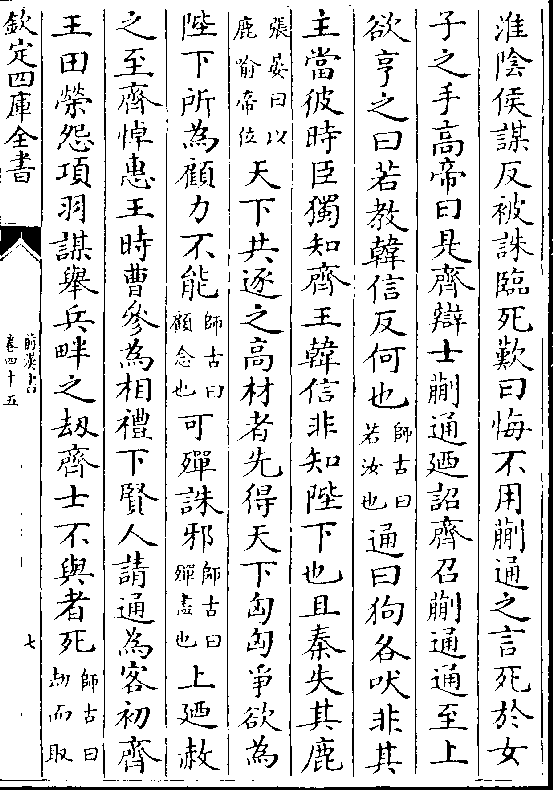 淮陰侯謀反被誅臨死歎曰悔不用蒯通之言死於女
子之手高帝曰是齊辯士蒯通廼詔齊召蒯通通至上
欲亨之曰若教韓信反何也師古曰若汝也通曰狗各吠非其
主當彼時臣獨知齊王韓信非知陛下也且秦失其鹿
張晏曰以鹿喻帝位天下共逐之高材者先得天下匈匈爭欲為
陛下所為顧力不能師古曰顧念也可殫誅邪師古曰殫盡也上廼赦
之至齊悼惠王時曹參為相禮下賢人請通為客初齊
王田榮怨項羽謀舉兵畔之劫齊士不與者死師古曰劫而取
欽定四庫全書
前漢書
卷四十五
七